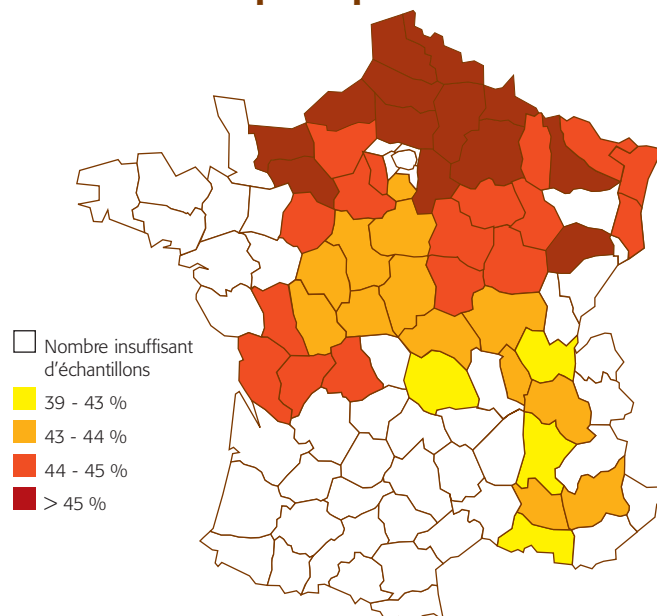 Nombre insuffisant
d'échantillons
39 - 43 %
43 - 44 %
44 - 45 %
> 45 %